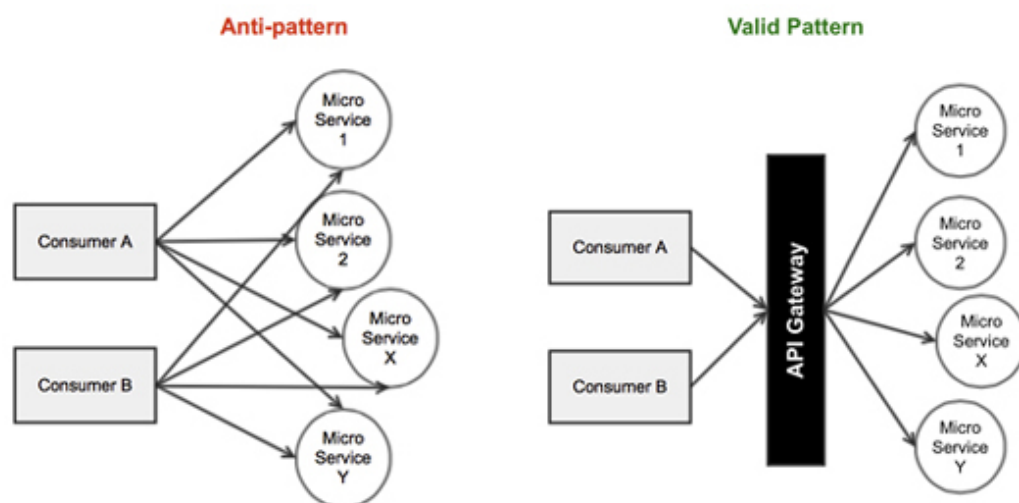 Anti-pattern
Micro
Service
1
Consumer A
Micro
Service
2
Micro
Service
X
Consumer B
Micro
Service
Y
Valid Pattern
Consumer A
Consumer B
API Gateway
Micro
Service
1
Micro
Service
2
Micro
Service
X
Micro
Service
Y